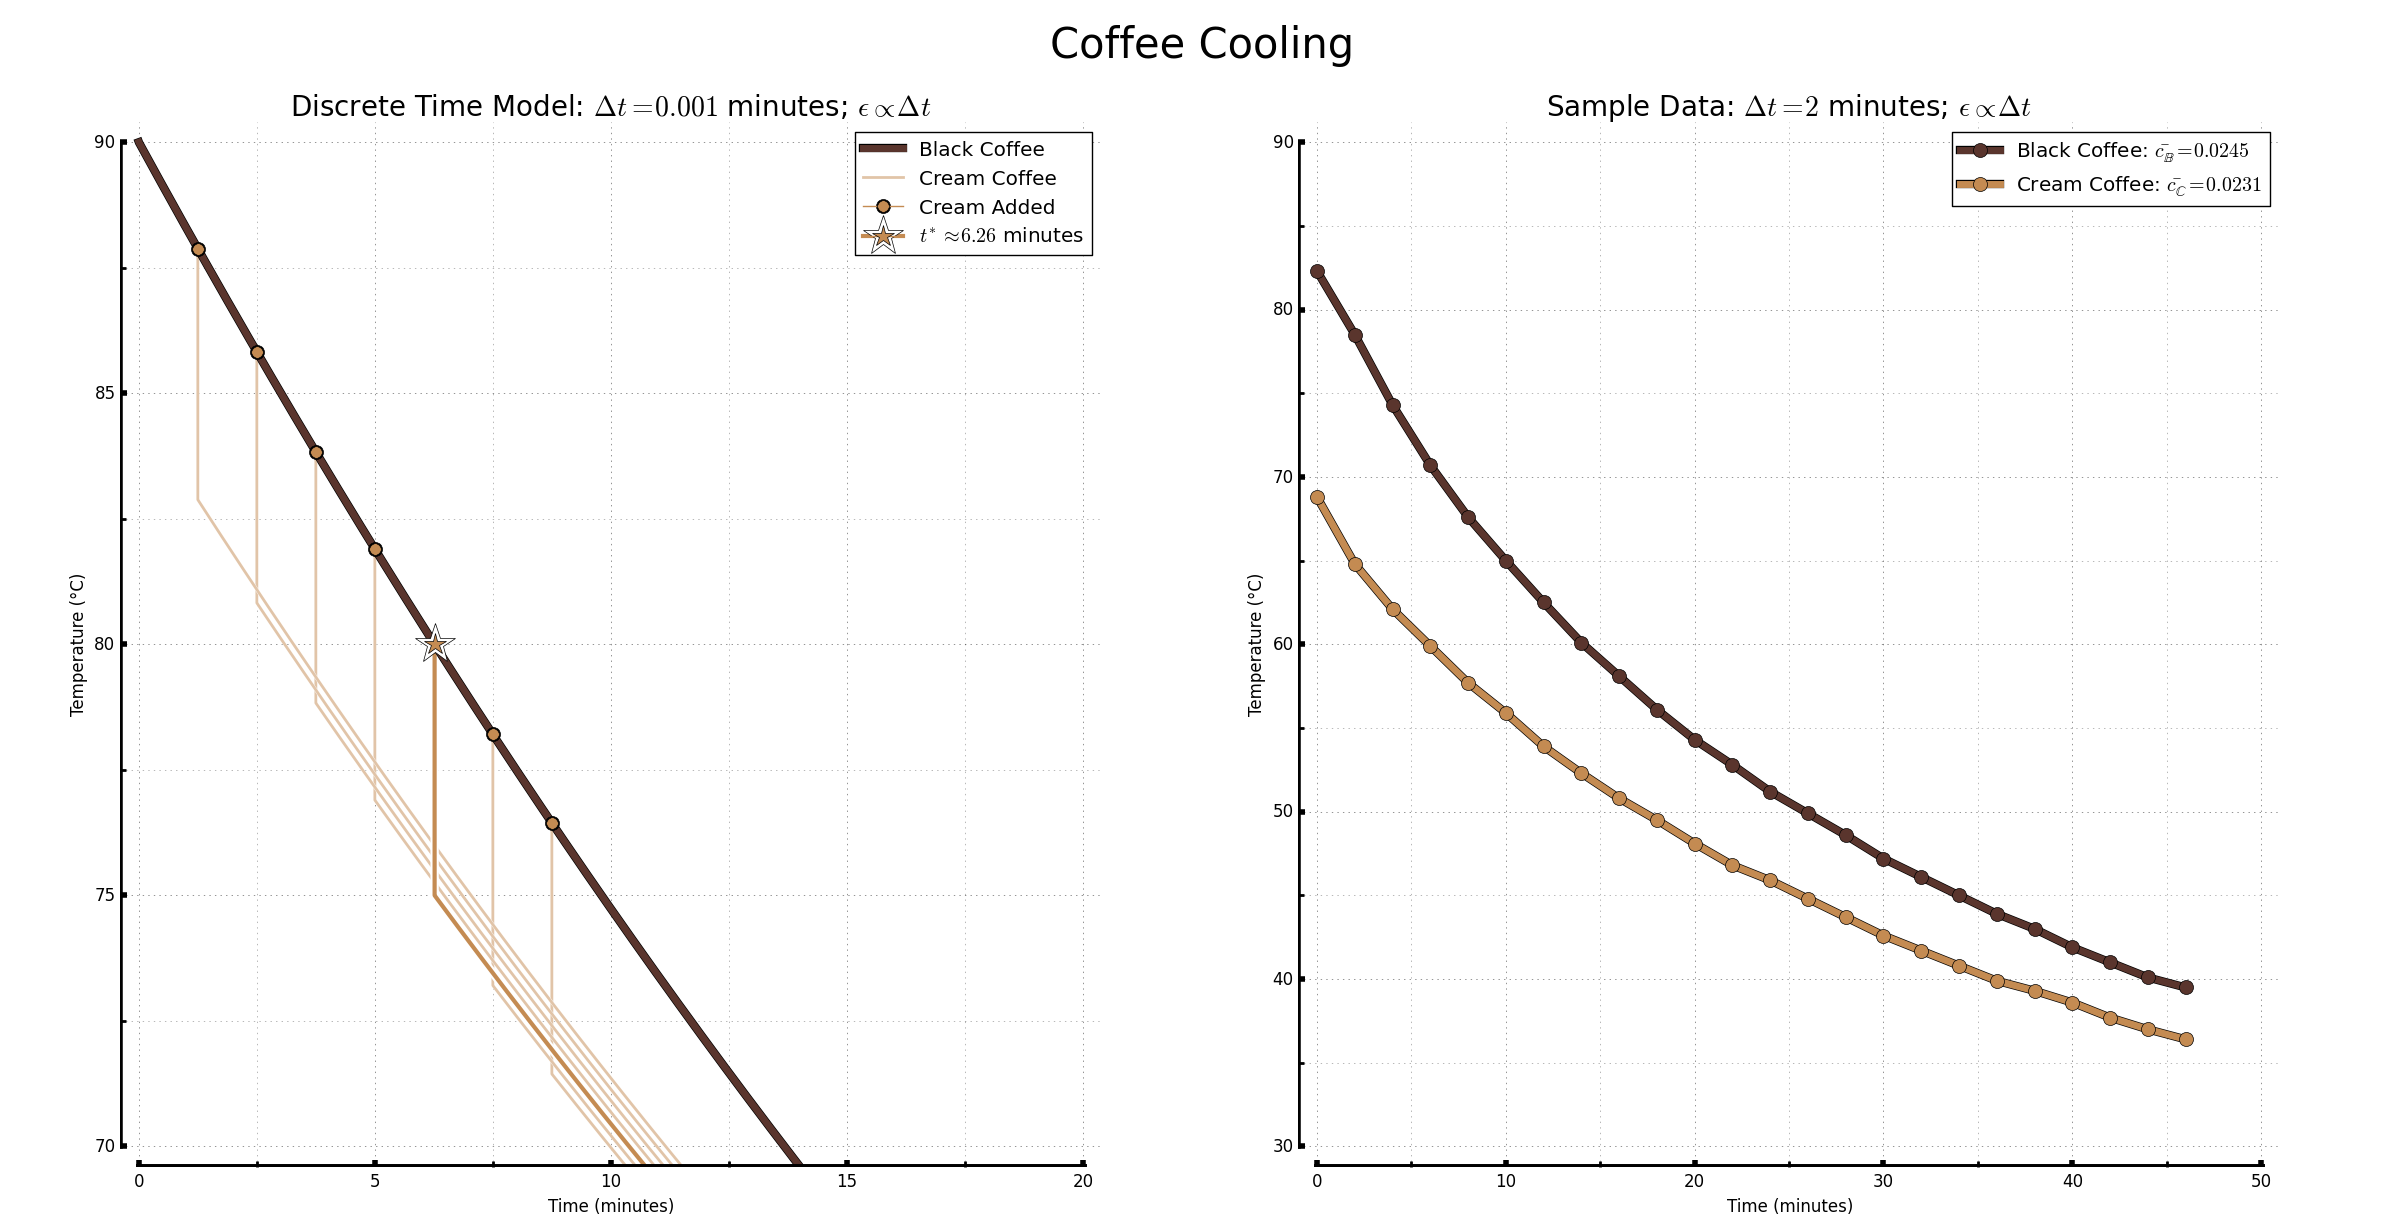 Coffee Cooling
Discrete Time Model: Δt=0.001 minutes; ϵ∝Δt
Black Coffee
Cream Coffee
Cream Added
t* ≈6.26 minutes
90
85
80
75
70
Temperature (°C)
0 5 10 15 20
Time (minutes)
Sample Data: Δt=2 minutes; ϵ∝Δt
Black Coffee: c̄_𝔹=0.0245
Cream Coffee: c̄_ℂ=0.0231
90
80
70
60
50
40
30
Temperature (°C)
0 10 20 30 40 50
Time (minutes)